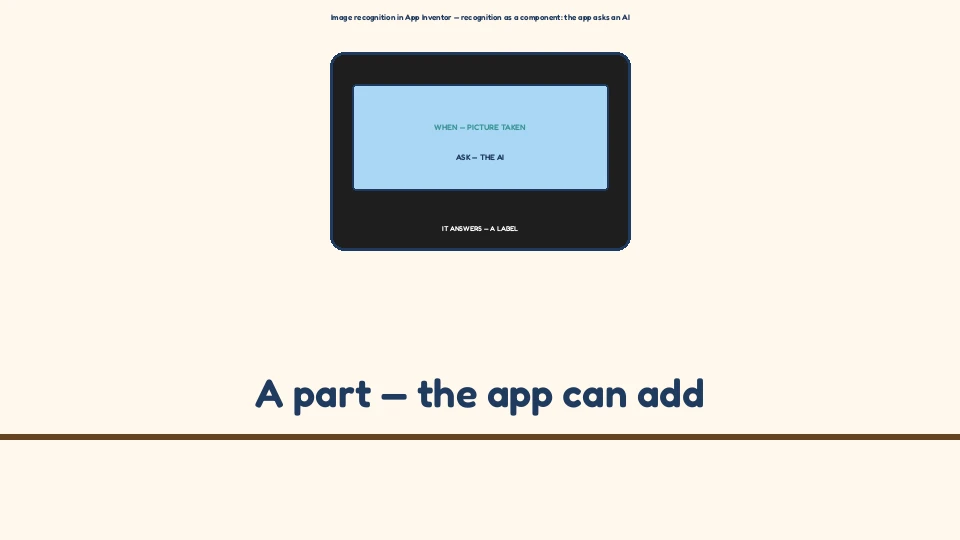 Image recognition in App Inventor — recognition as a component: the app asks an AI
WHEN — PICTURE TAKEN
ASK — THE AI
IT ANSWERS — A LABEL
A part — the app can add